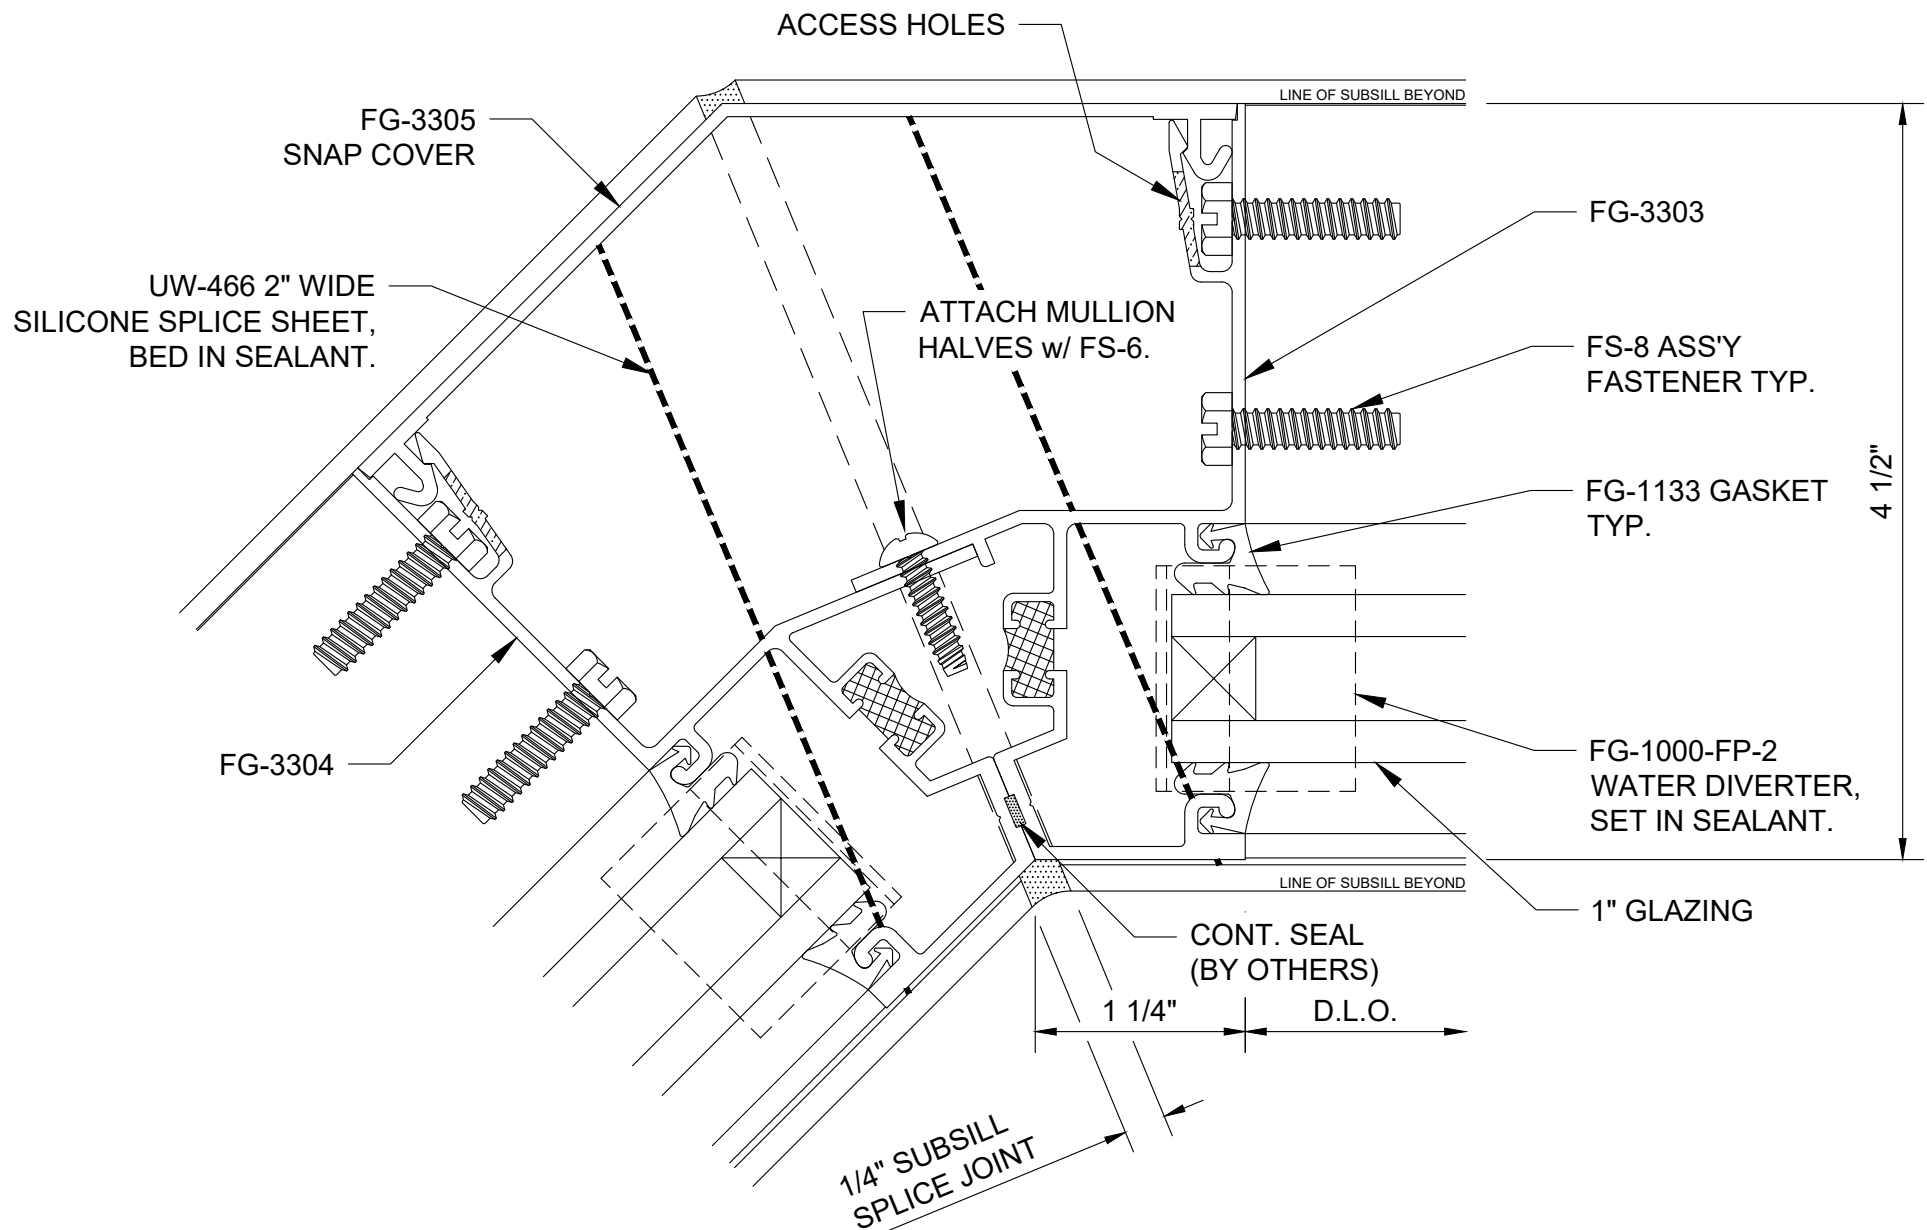 ACCESS HOLES
LINE OF SUBSILL BEYOND
FG-3305
SNAP COVER
FG-3303
UW-466 2" WIDE
SILICONE SPLICE SHEET,
BED IN SEALANT.
ATTACH MULLION
HALVES w/ FS-6.
FS-8 ASS'Y
FASTENER TYP.
4 1/2"
FG-1133 GASKET
TYP.
FG-3304
FG-1000-FP-2
WATER DIVERTER,
SET IN SEALANT.
LINE OF SUBSILL BEYOND
1" GLAZING
CONT. SEAL
(BY OTHERS)
1 1/4"
D.L.O.
1/4" SUBSILL
SPLICE JOINT